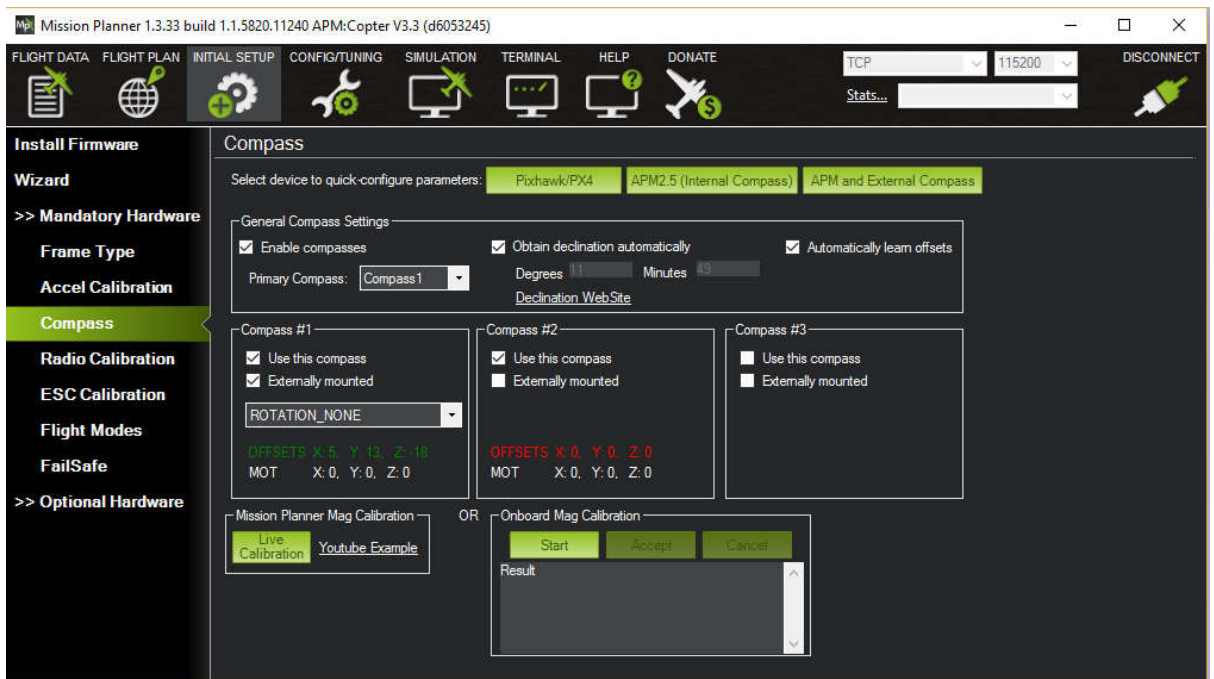 Mission Planner 1.3.33 build 1.1.5820.11240 APM:Copter V3.3 (d6053245)
FLIGHT DATA FLIGHT PLAN INITIAL SETUP CONFIG/TUNING SIMULATION TERMINAL HELP DONATE
TCP 115200 DISCONNECT
Stats...
Install Firmware
Wizard
>> Mandatory Hardware
Frame Type
Accel Calibration
Compass
Radio Calibration
ESC Calibration
Flight Modes
FailSafe
>> Optional Hardware
Compass
Select device to quick-configure parameters: Pixhawk/PX4 APM2.5 (Internal Compass) APM and External Compass
General Compass Settings
Enable compasses Obtain declination automatically Automatically learn offsets
Primary Compass: Compass1 Degrees 11 Minutes 49
Declination WebSite
Compass #1
Use this compass
Externally mounted
ROTATION_NONE
OFFSETS X: 5, Y: 13, Z: -18
MOT X: 0, Y: 0, Z: 0
Compass #2
Use this compass
Externally mounted
OFFSETS X: 0, Y: 0, Z: 0
MOT X: 0, Y: 0, Z: 0
Compass #3
Use this compass
Externally mounted
Mission Planner Mag Calibration
Live
Calibration Youtube Example
OR
Onboard Mag Calibration
Start Accept Cancel
Result